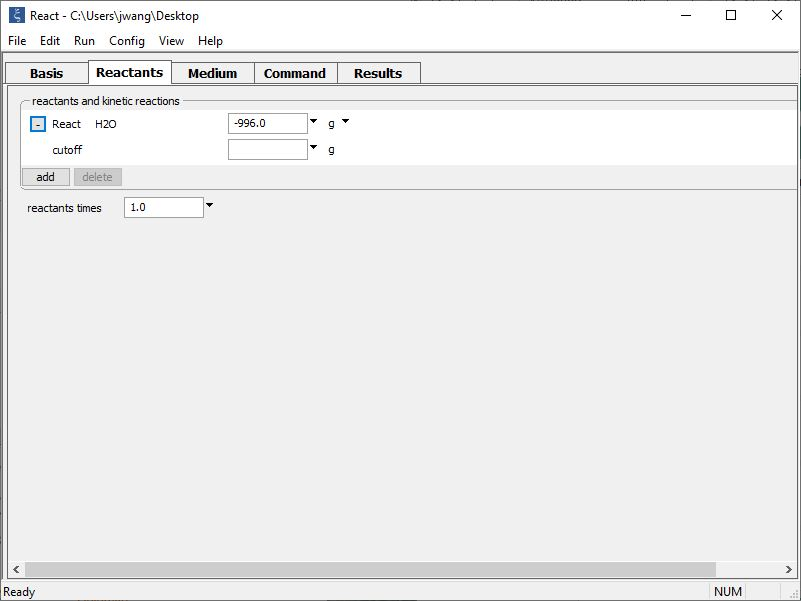 React - C:\Users\jwang\Desktop
File Edit Run Config View Help
Basis Reactants Medium Command Results
reactants and kinetic reactions
- React H2O -996.0 g
cutoff g
add delete
reactants times 1.0
Ready NUM